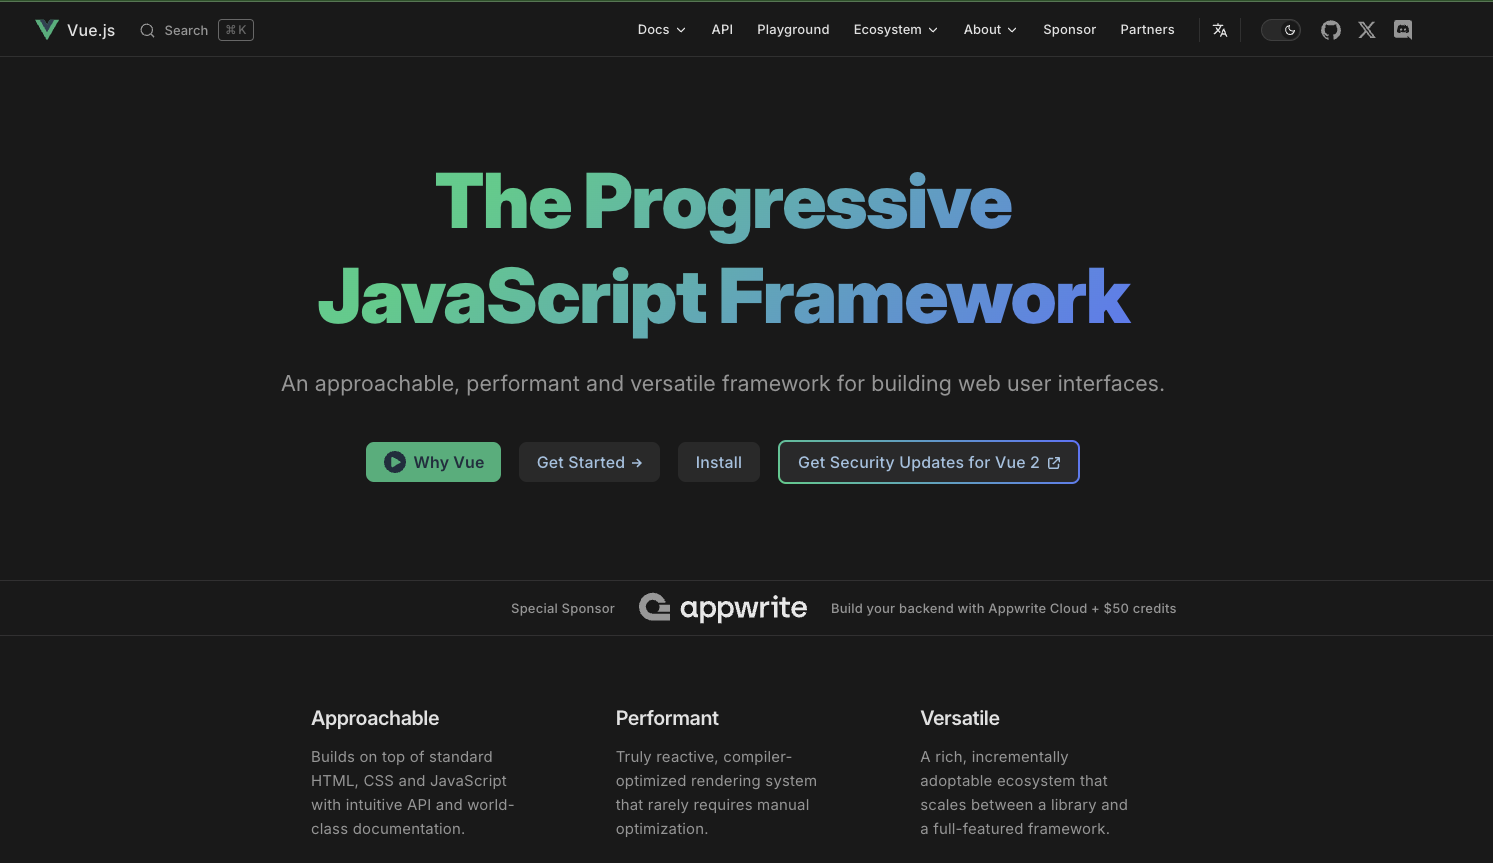 Vue.js Search ⌘K Docs API Playground Ecosystem About Sponsor Partners
The Progressive
JavaScript Framework
An approachable, performant and versatile framework for building web user interfaces.
Why Vue Get Started → Install Get Security Updates for Vue 2
Special Sponsor appwrite Build your backend with Appwrite Cloud + $50 credits
Approachable
Builds on top of standard
HTML, CSS and JavaScript
with intuitive API and world-
class documentation.
Performant
Truly reactive, compiler-
optimized rendering system
that rarely requires manual
optimization.
Versatile
A rich, incrementally
adoptable ecosystem that
scales between a library and
a full-featured framework.